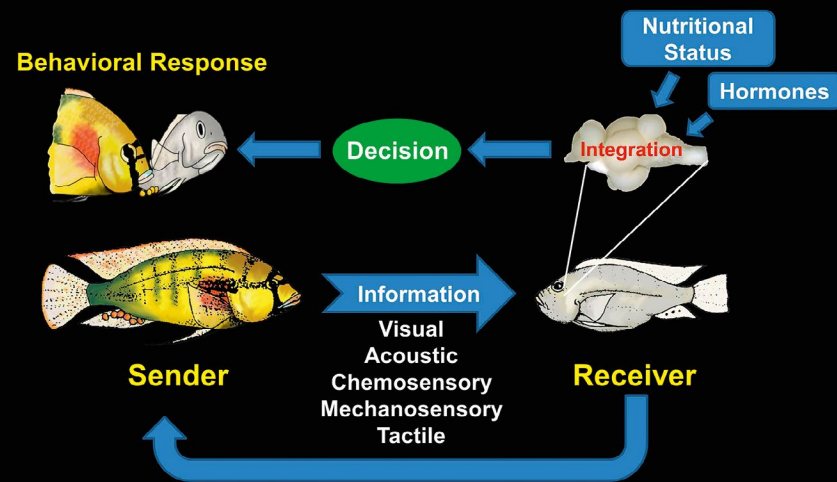 Nutritional
Status
Behavioral Response
Hormones
Decision
Integration
Information
Visual
Acoustic
Chemosensory
Mechanosensory
Tactile
Sender
Receiver